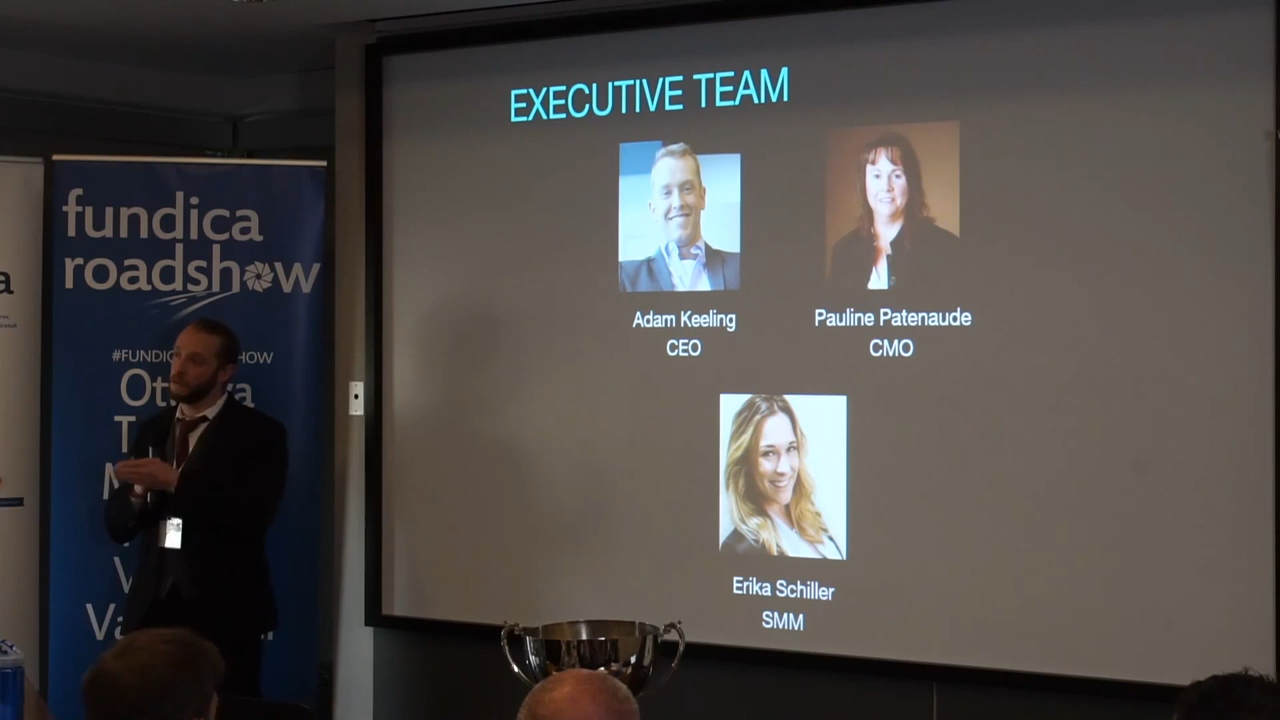 EXECUTIVE TEAM
Adam Keeling
CEO
Pauline Patenaude
CMO
Erika Schiller
SMM
fundica
roadshow